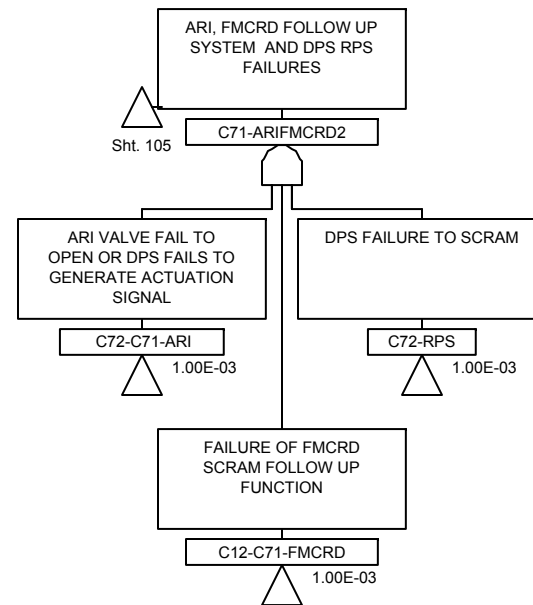 ARI, FMCRD FOLLOW UP
SYSTEM AND DPS RPS
FAILURES
Sht. 105
C71-ARIFMCRD2
ARI VALVE FAIL TO
OPEN OR DPS FAILS TO
GENERATE ACTUATION
SIGNAL
C72-C71-ARI
1.00E-03
DPS FAILURE TO SCRAM
C72-RPS
1.00E-03
FAILURE OF FMCRD
SCRAM FOLLOW UP
FUNCTION
C12-C71-FMCRD
1.00E-03